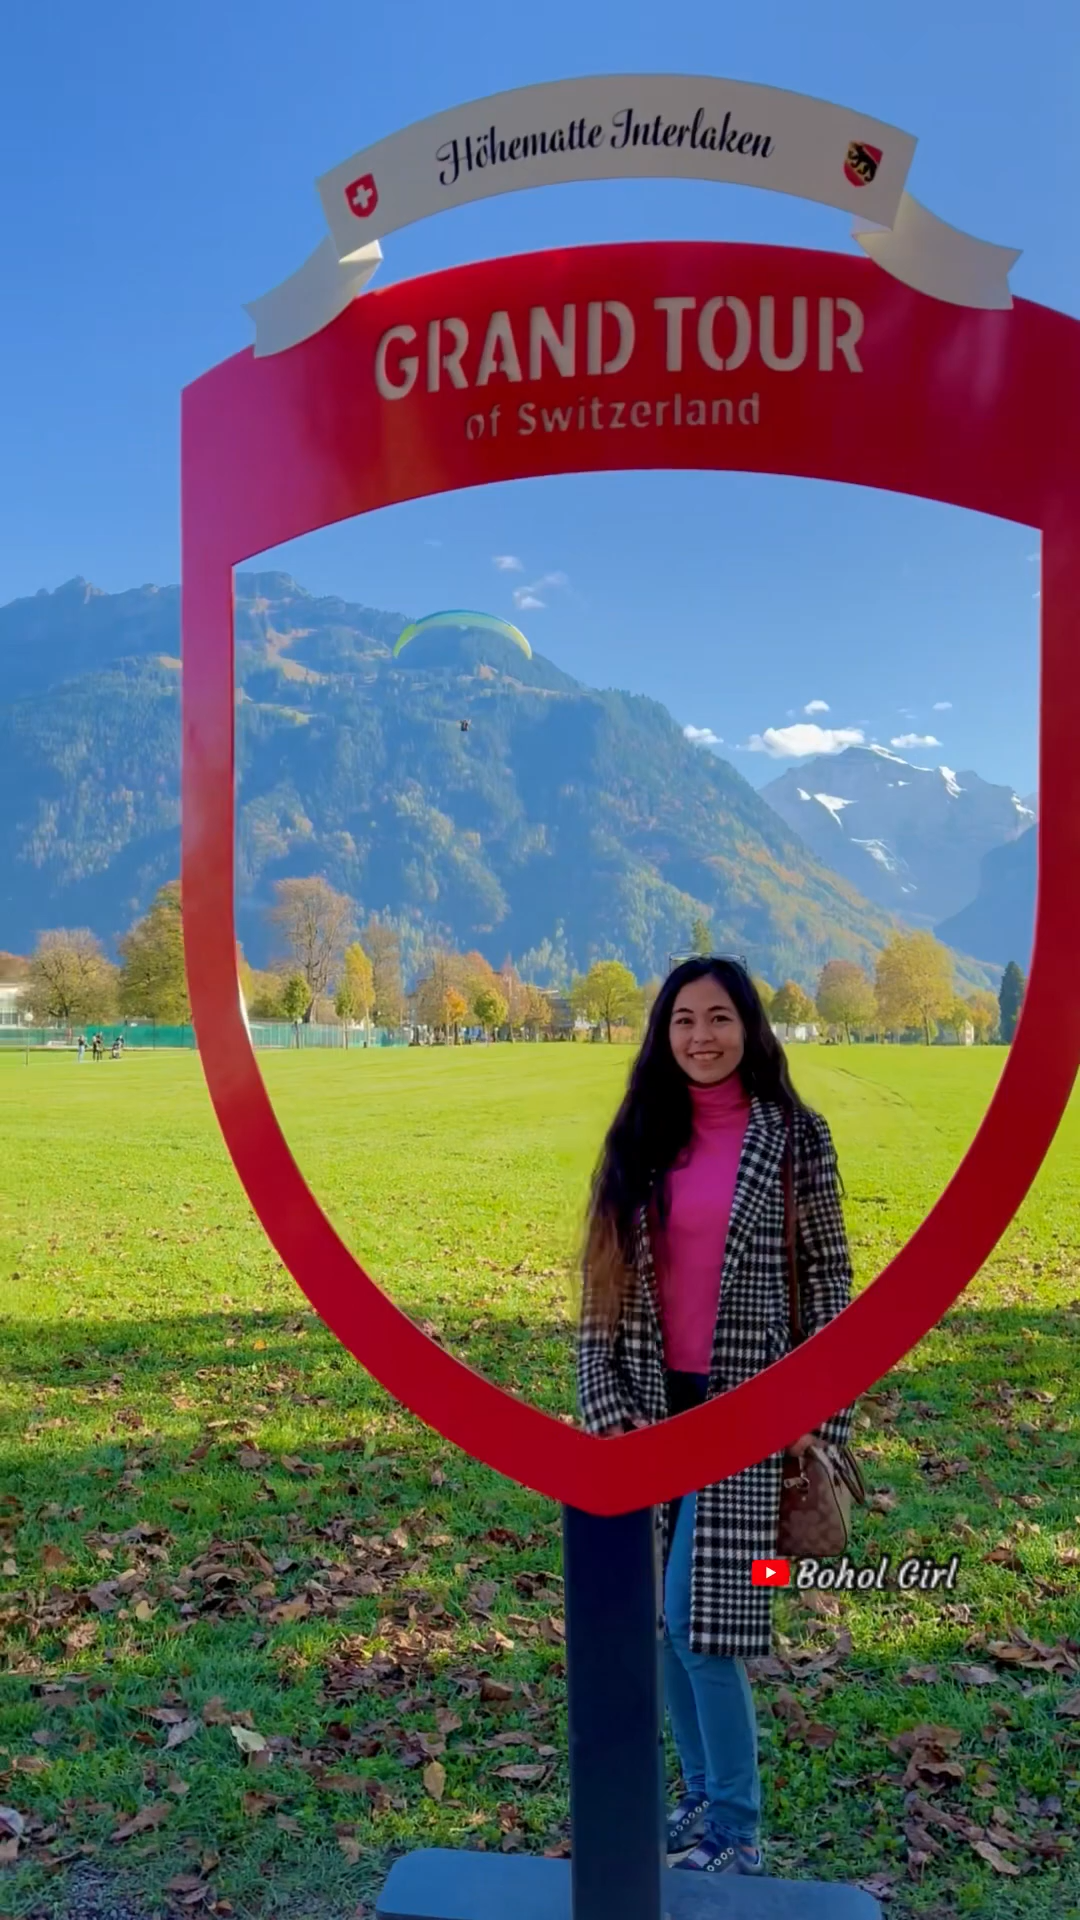 Höhematte Interlaken
GRAND TOUR
of Switzerland
Bohol Girl